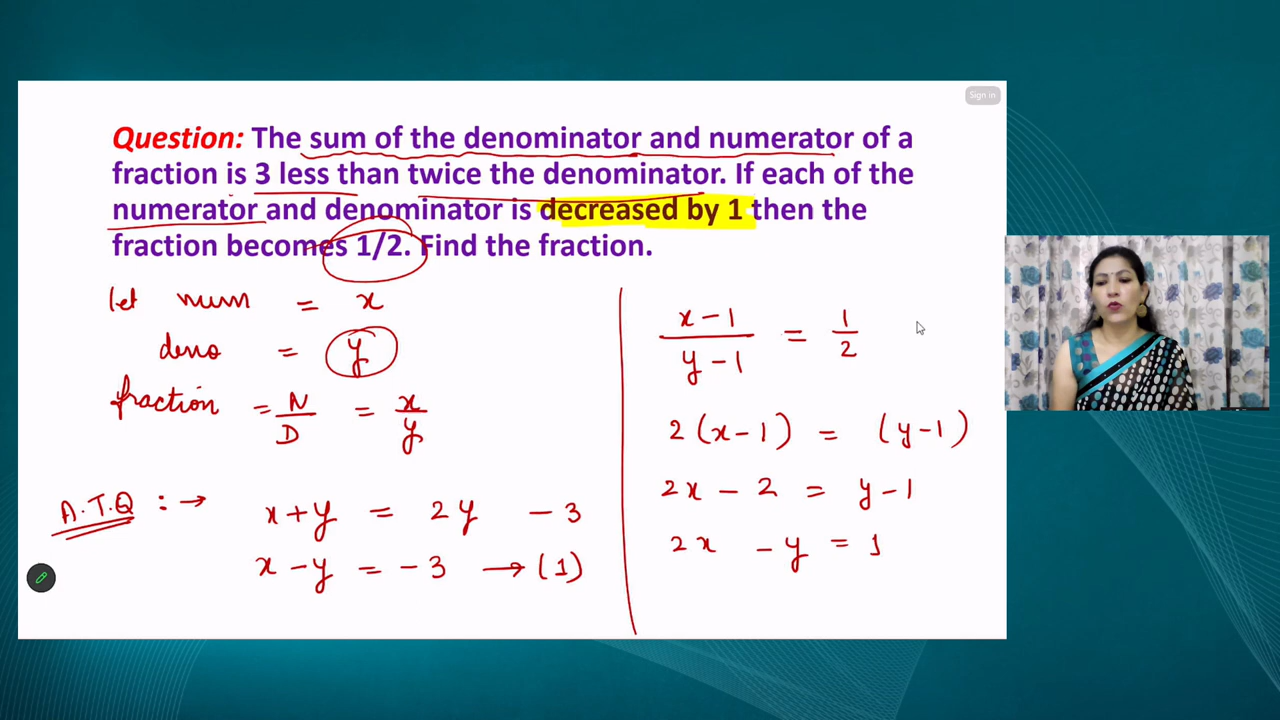 Sign in
Question: The sum of the denominator and numerator of a
fraction is 3 less than twice the denominator. If each of the
numerator and denominator is decreased by 1 then the
fraction becomes 1/2. Find the fraction.
let num = x
deno = y
fraction = N/D = x/y
A.T.Q :→ x+y = 2y - 3
x - y = - 3 → (1)
x-1/y-1 = 1/2
2(x-1) = (y-1)
2x - 2 = y-1
2x - y = 1